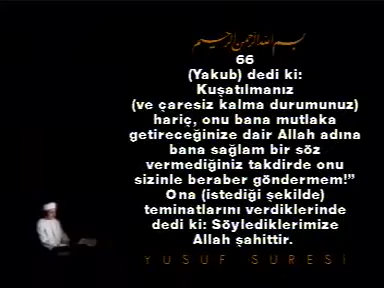 بسم الله الرحمن الرحيم
66
(Yakub) dedi ki:
Kuşatılmanız
(ve çaresiz kalma durumunuz)
hariç, onu bana mutlaka
getireceğinize dair Allah adına
bana sağlam bir söz
vermediğiniz takdirde onu
sizinle beraber göndermem!”
Ona (istediği şekilde)
teminatlarını verdiklerinde
dedi ki: Söylediklerimize
Allah şahittir.
YUSUF SURESİ